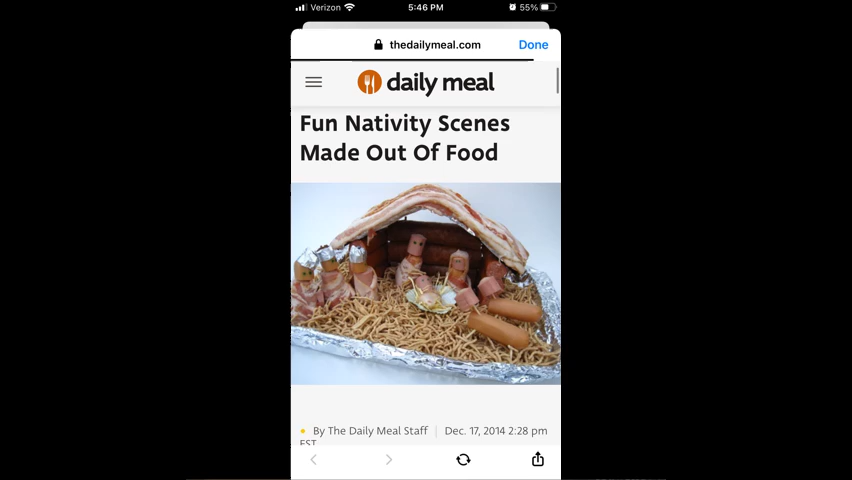 Verizon 5:46 PM 55%
thedailymeal.com Done
daily meal
Fun Nativity Scenes
Made Out Of Food
By The Daily Meal Staff | Dec. 17, 2014 2:28 pm
EST